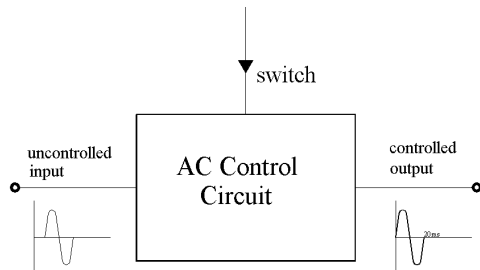 switch
uncontrolled
input
AC Control
Circuit
controlled
output
20ms